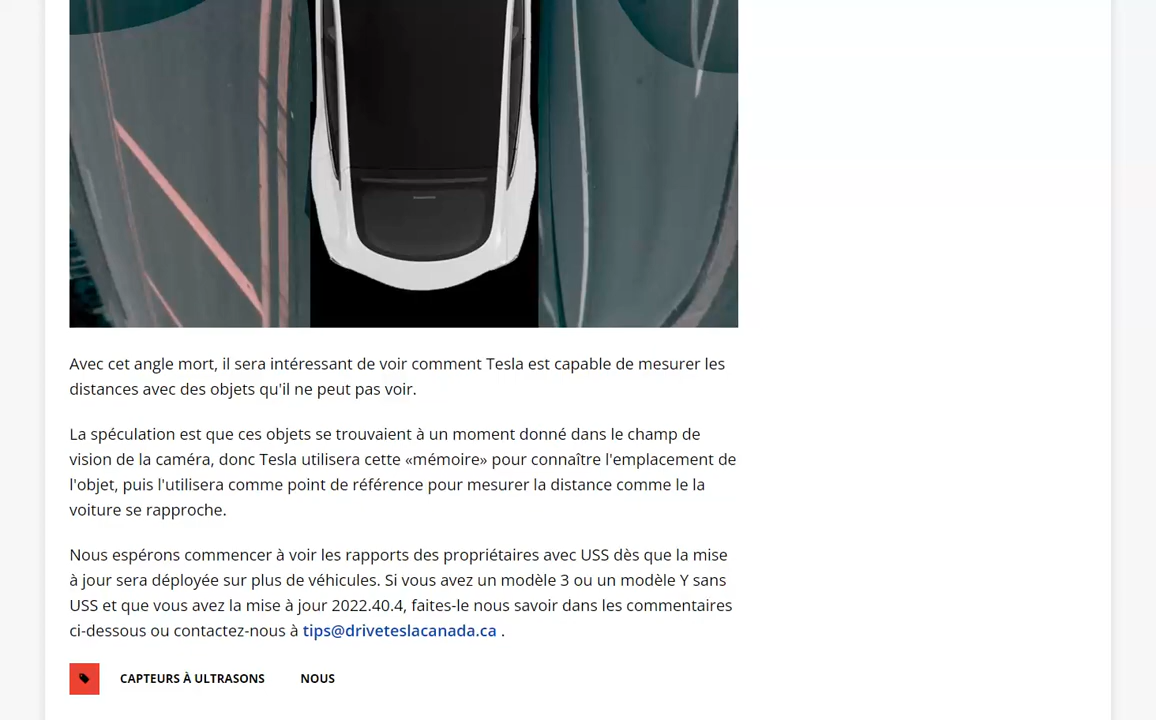 Avec cet angle mort, il sera intéressant de voir comment Tesla est capable de mesurer les
distances avec des objets qu'il ne peut pas voir.
La spéculation est que ces objets se trouvaient à un moment donné dans le champ de
vision de la caméra, donc Tesla utilisera cette «mémoire» pour connaître l'emplacement de
l'objet, puis l'utilisera comme point de référence pour mesurer la distance comme le la
voiture se rapproche.
Nous espérons commencer à voir les rapports des propriétaires avec USS dès que la mise
à jour sera déployée sur plus de véhicules. Si vous avez un modèle 3 ou un modèle Y sans
USS et que vous avez la mise à jour 2022.40.4, faites-le nous savoir dans les commentaires
ci-dessous ou contactez-nous à tips@driveteslacanada.ca .
CAPTEURS À ULTRASONS NOUS